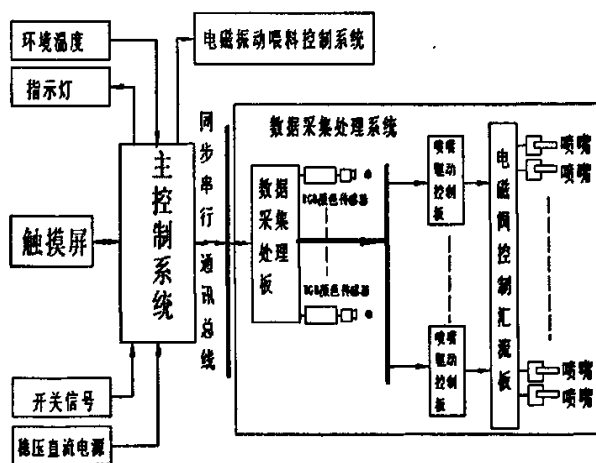 环境温度
电磁振动喂料控制系统
指示灯
数据采集处理系统
同步串行通讯总线
主控制系统
触摸屏
开关信号
稳压直流电源
数据采集处理板
RGB颜色传感器
RGB颜色传感器
喷嘴驱动控制板
喷嘴驱动控制板
电磁阀控制汇流板
喷嘴
喷嘴
喷嘴
喷嘴